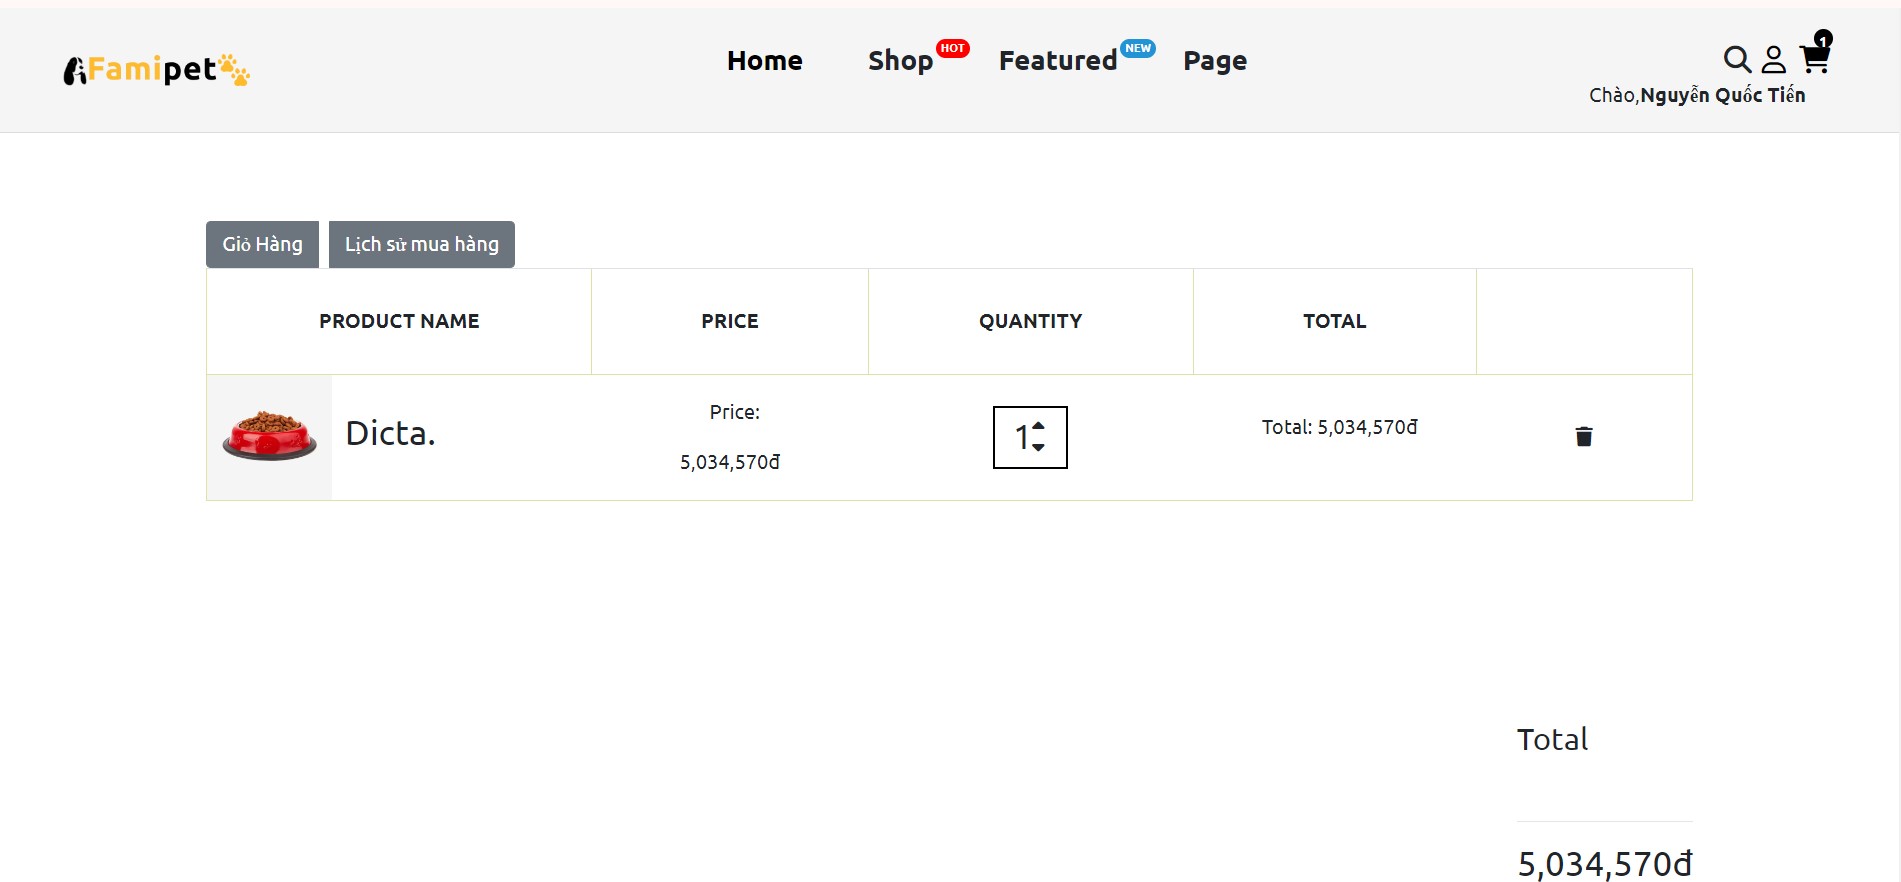 Famipet
Home Shop HOT Featured NEW Page
1
Chào,Nguyễn Quốc Tiến
Giỏ Hàng Lịch sử mua hàng
PRODUCT NAME PRICE QUANTITY TOTAL
Dicta. Price: 5,034,570đ 1 Total: 5,034,570đ
Total
5,034,570đ